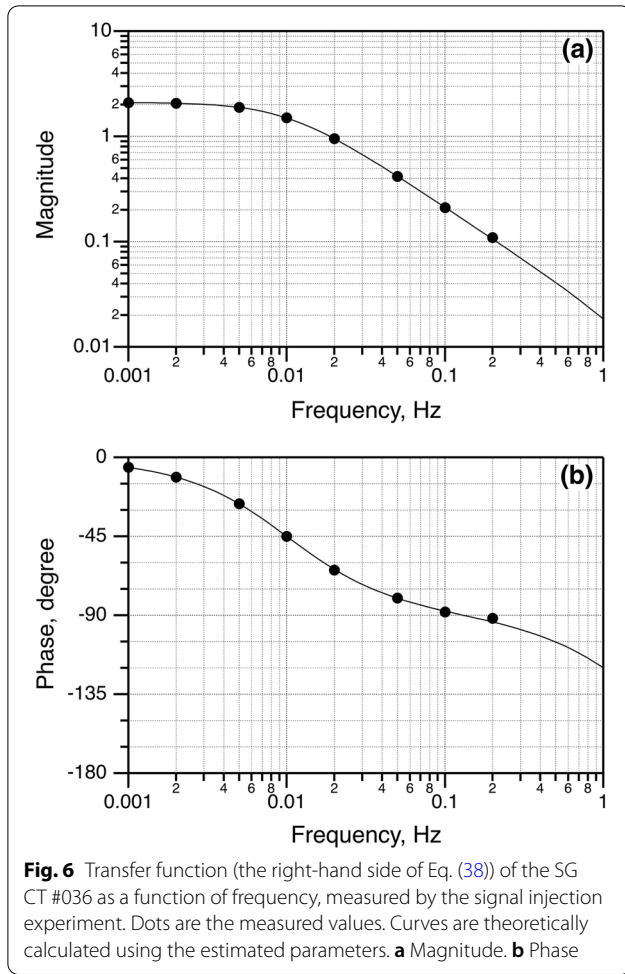 (a)
Magnitude
10
6
4
2
1
6
4
2
0.1
6
4
2
0.01
0.001 2 4 6 8 0.01 2 4 6 8 0.1 2 4 6 8 1
Frequency, Hz
(b)
Phase, degree
0
-45
-90
-135
-180
0.001 2 4 6 8 0.01 2 4 6 8 0.1 2 4 6 8 1
Frequency, Hz
Fig. 6 Transfer function (the right-hand side of Eq. (38)) of the SG
CT #036 as a function of frequency, measured by the signal injection
experiment. Dots are the measured values. Curves are theoretically
calculated using the estimated parameters. a Magnitude. b Phase